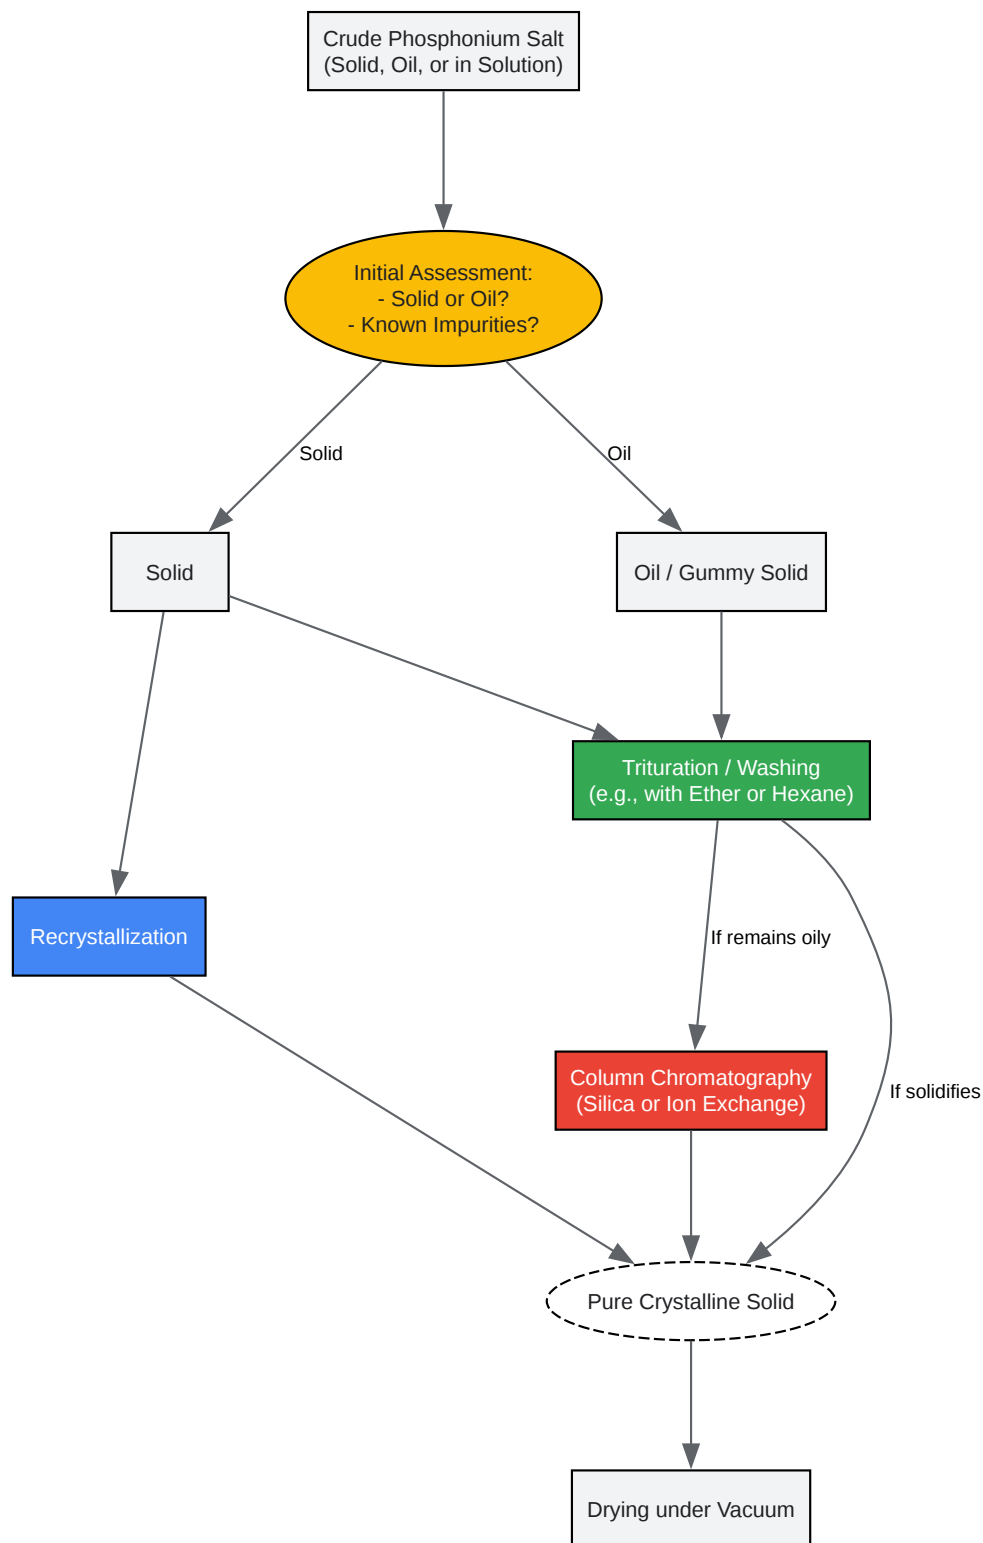 Crude Phosphonium Salt
(Solid, Oil, or in Solution)
Initial Assessment:
- Solid or Oil?
- Known Impurities?
Solid
Oil
Solid
Oil / Gummy Solid
Trituration / Washing
(e.g., with Ether or Hexane)
Recrystallization
If remains oily
Column Chromatography
(Silica or Ion Exchange)
If solidifies
Pure Crystalline Solid
Drying under Vacuum